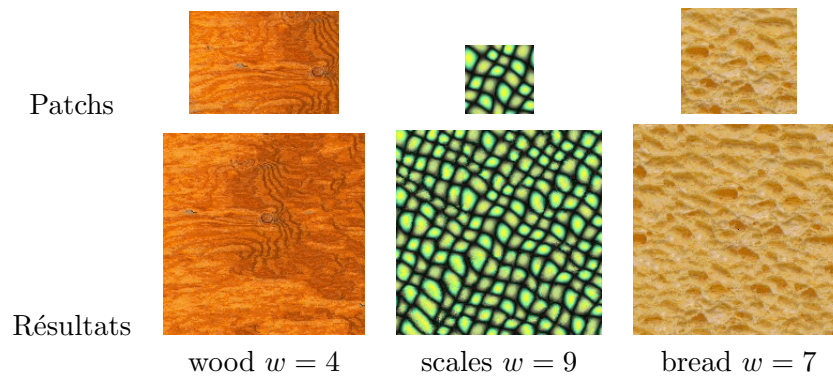 Patchs
Résultats
wood w = 4
scales w = 9
bread w = 7